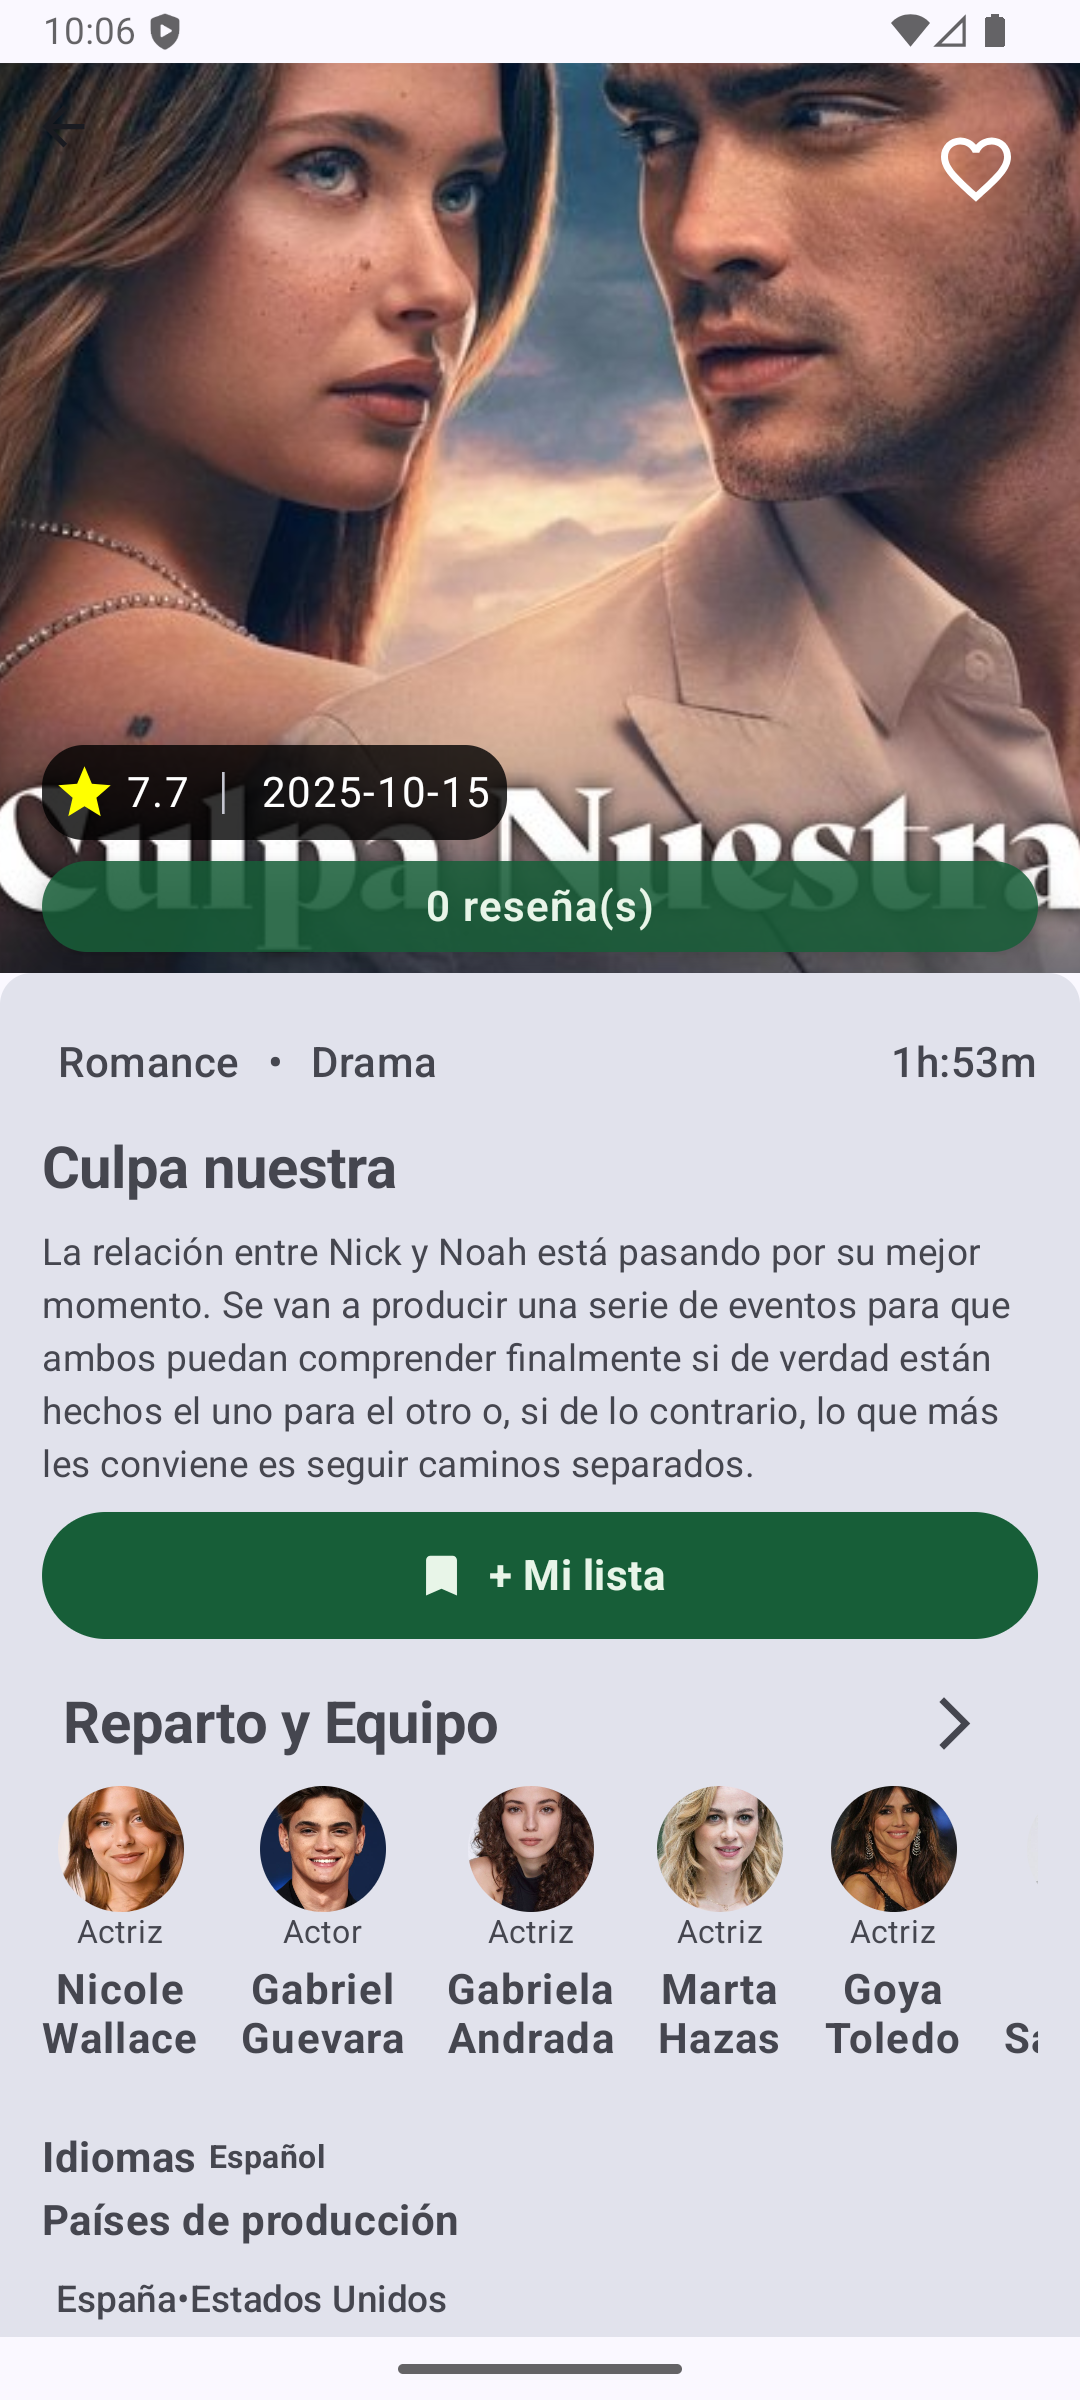 10:06
7.7 | 2025-10-15
Culpa Nuestra
0 reseña(s)
Romance • Drama 1h:53m
Culpa nuestra
La relación entre Nick y Noah está pasando por su mejor
momento. Se van a producir una serie de eventos para que
ambos puedan comprender finalmente si de verdad están
hechos el uno para el otro o, si de lo contrario, lo que más
les conviene es seguir caminos separados.
+ Mi lista
Reparto y Equipo
Actriz Actor Actriz Actriz Actriz
Nicole Gabriel Gabriela Marta Goya
Wallace Guevara Andrada Hazas Toledo
Idiomas Español
Países de producción
España•Estados Unidos